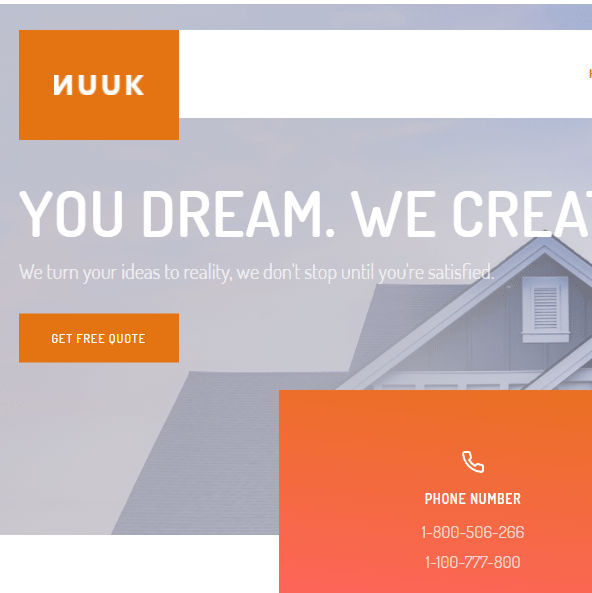 ИUUK
YOU DREAM. WE CREAT
We turn your ideas to reality, we don't stop until you're satisfied.
GET FREE QUOTE
PHONE NUMBER
1-800-506-266
1-100-777-800